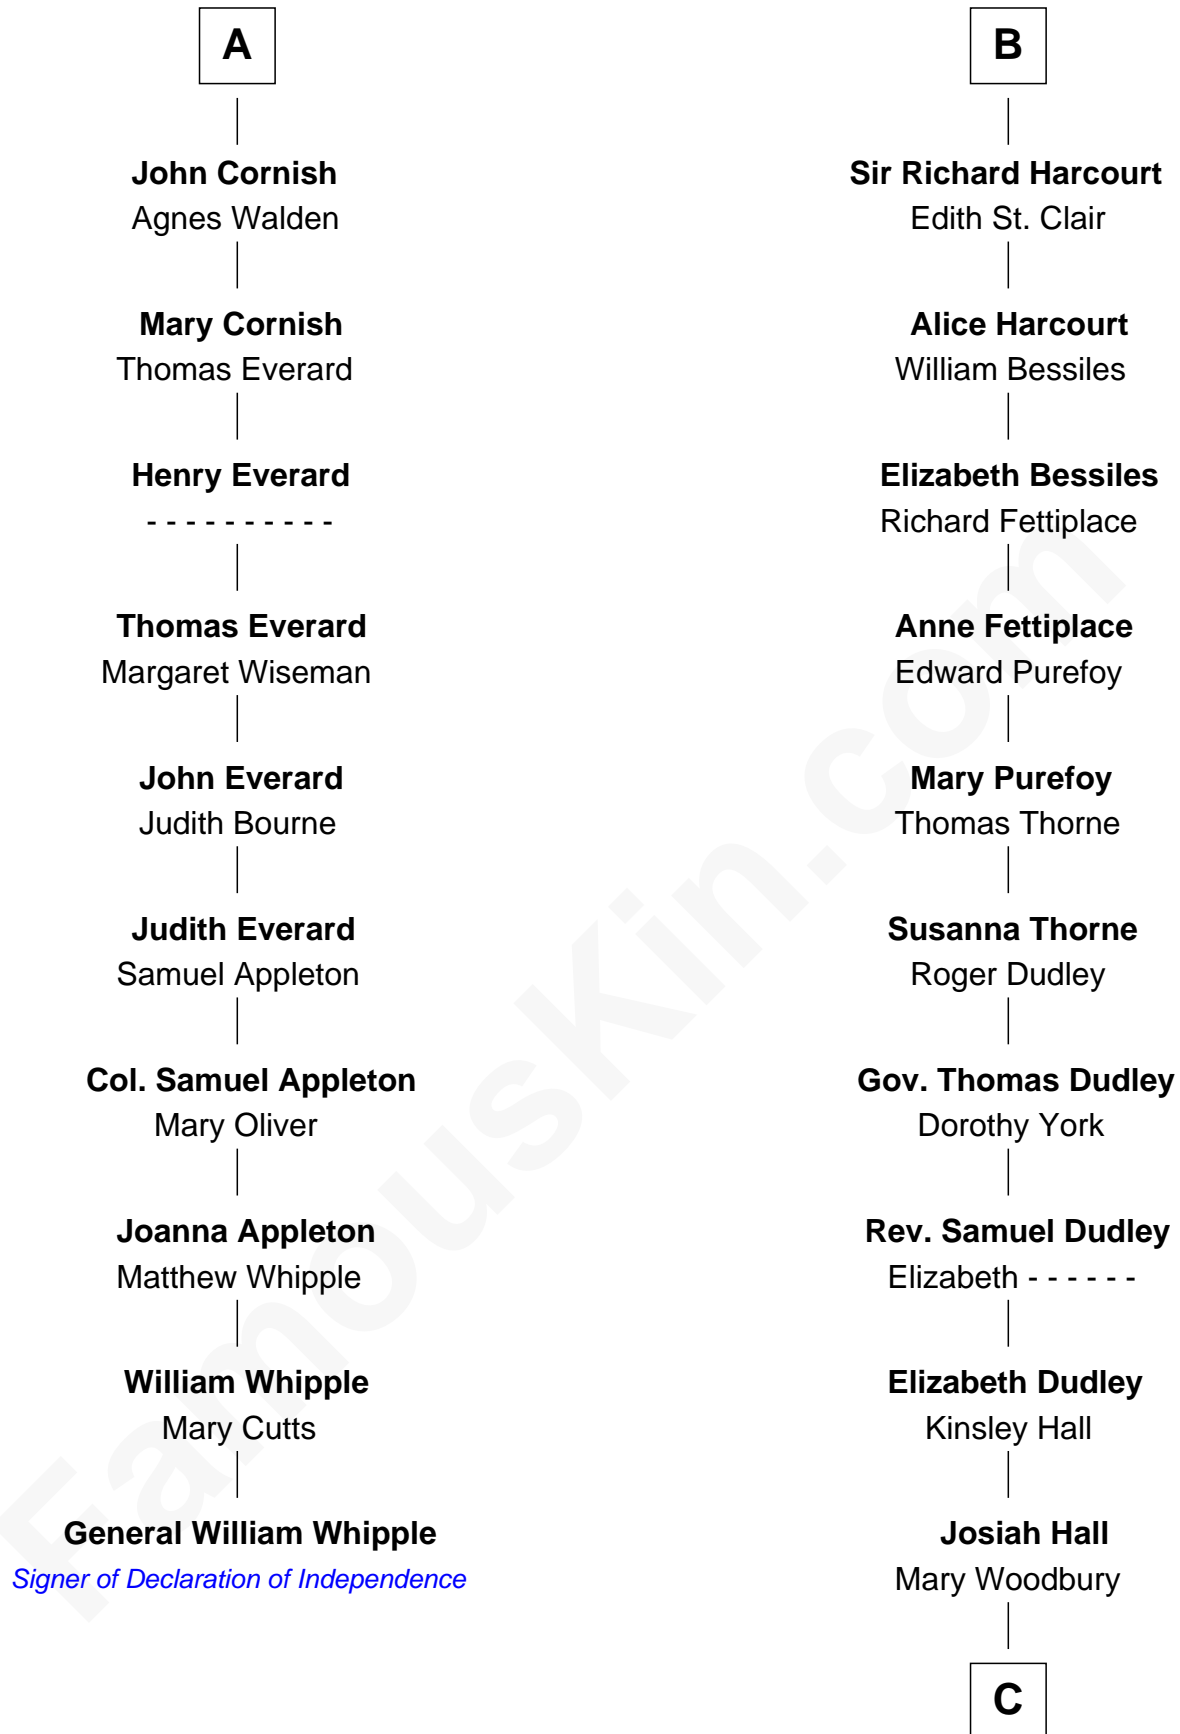 A
John Cornish
Agnes Walden
Mary Cornish
Thomas Everard
Henry Everard
- - - - - - - - - -
Thomas Everard
Margaret Wiseman
John Everard
Judith Bourne
Judith Everard
Samuel Appleton
Col. Samuel Appleton
Mary Oliver
Joanna Appleton
Matthew Whipple
William Whipple
Mary Cutts
General William Whipple
Signer of Declaration of Independence
B
Sir Richard Harcourt
Edith St. Clair
Alice Harcourt
William Bessiles
Elizabeth Bessiles
Richard Fettiplace
Anne Fettiplace
Edward Purefoy
Mary Purefoy
Thomas Thorne
Susanna Thorne
Roger Dudley
Gov. Thomas Dudley
Dorothy York
Rev. Samuel Dudley
Elizabeth - - - - - -
Elizabeth Dudley
Kinsley Hall
Josiah Hall
Mary Woodbury
C
FamousKin.com